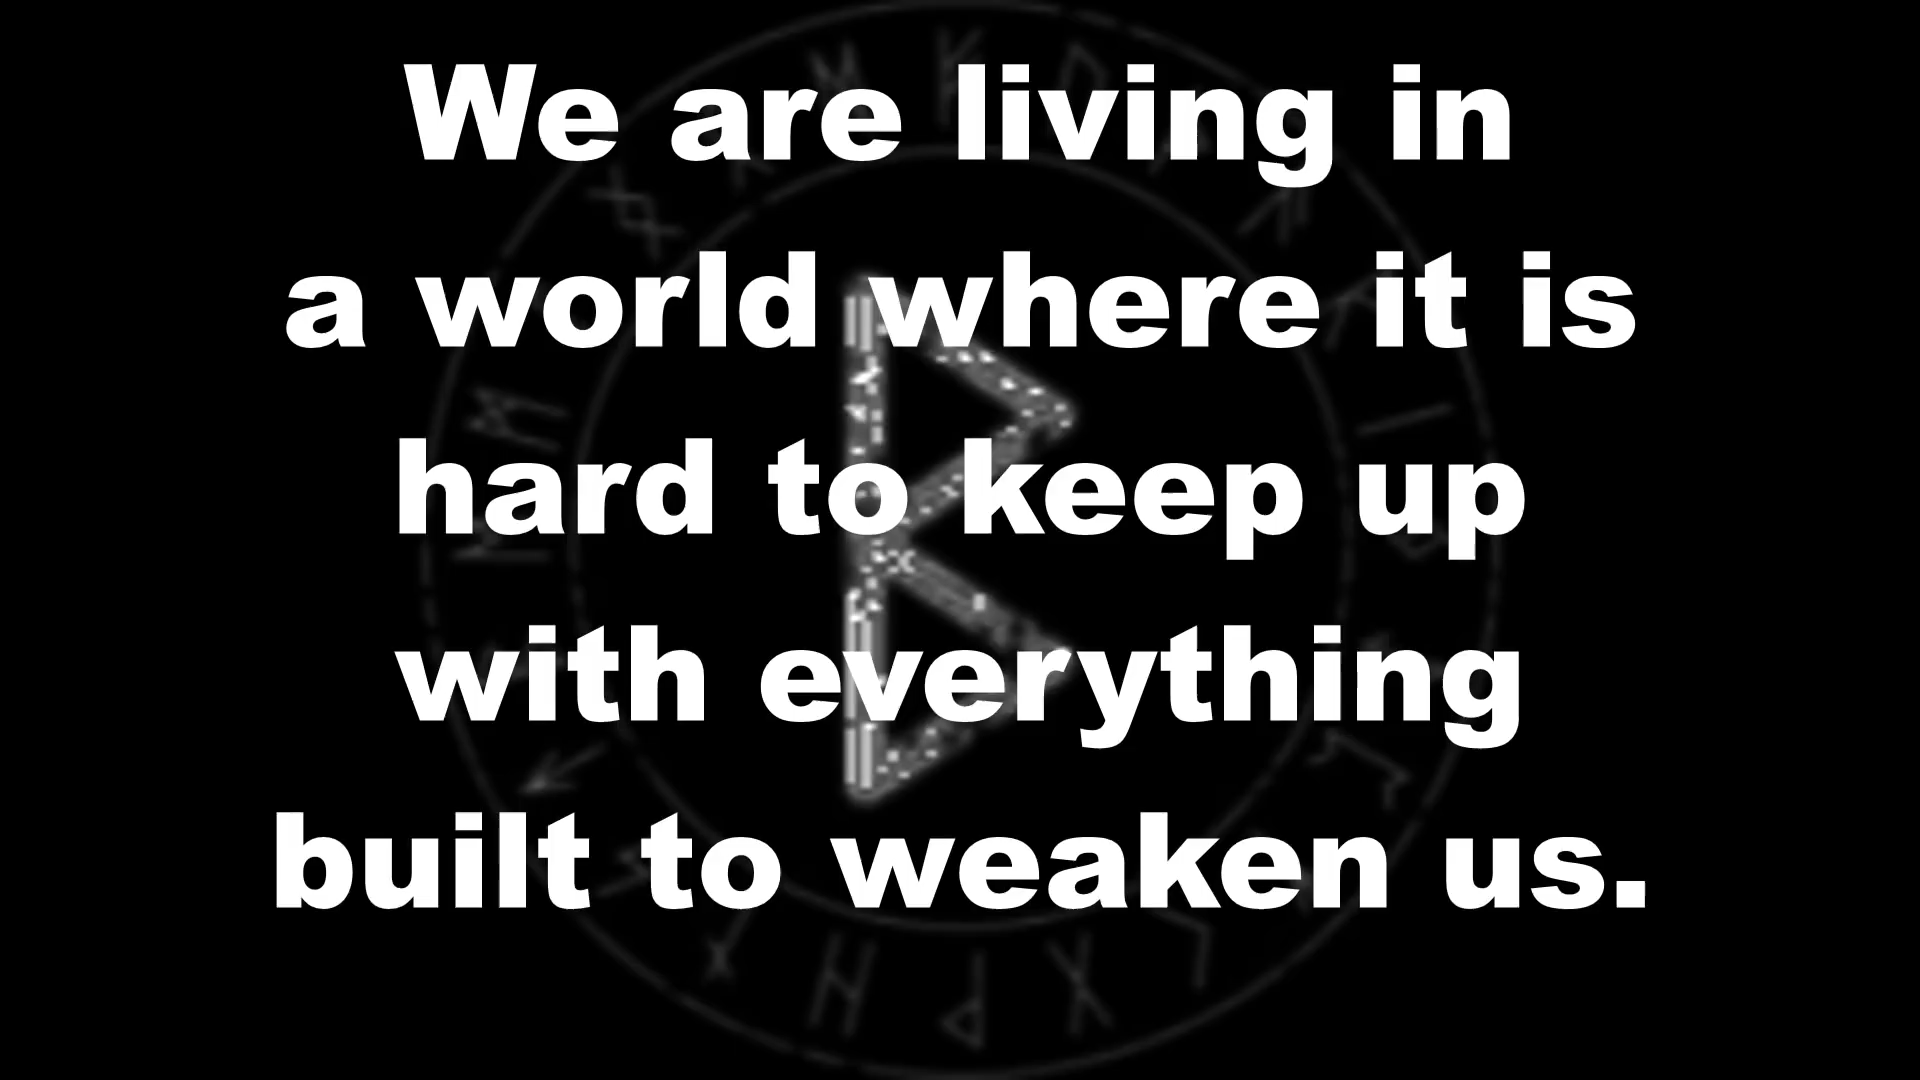 We are living in
a world where it is
hard to keep up
with everything
built to weaken us.